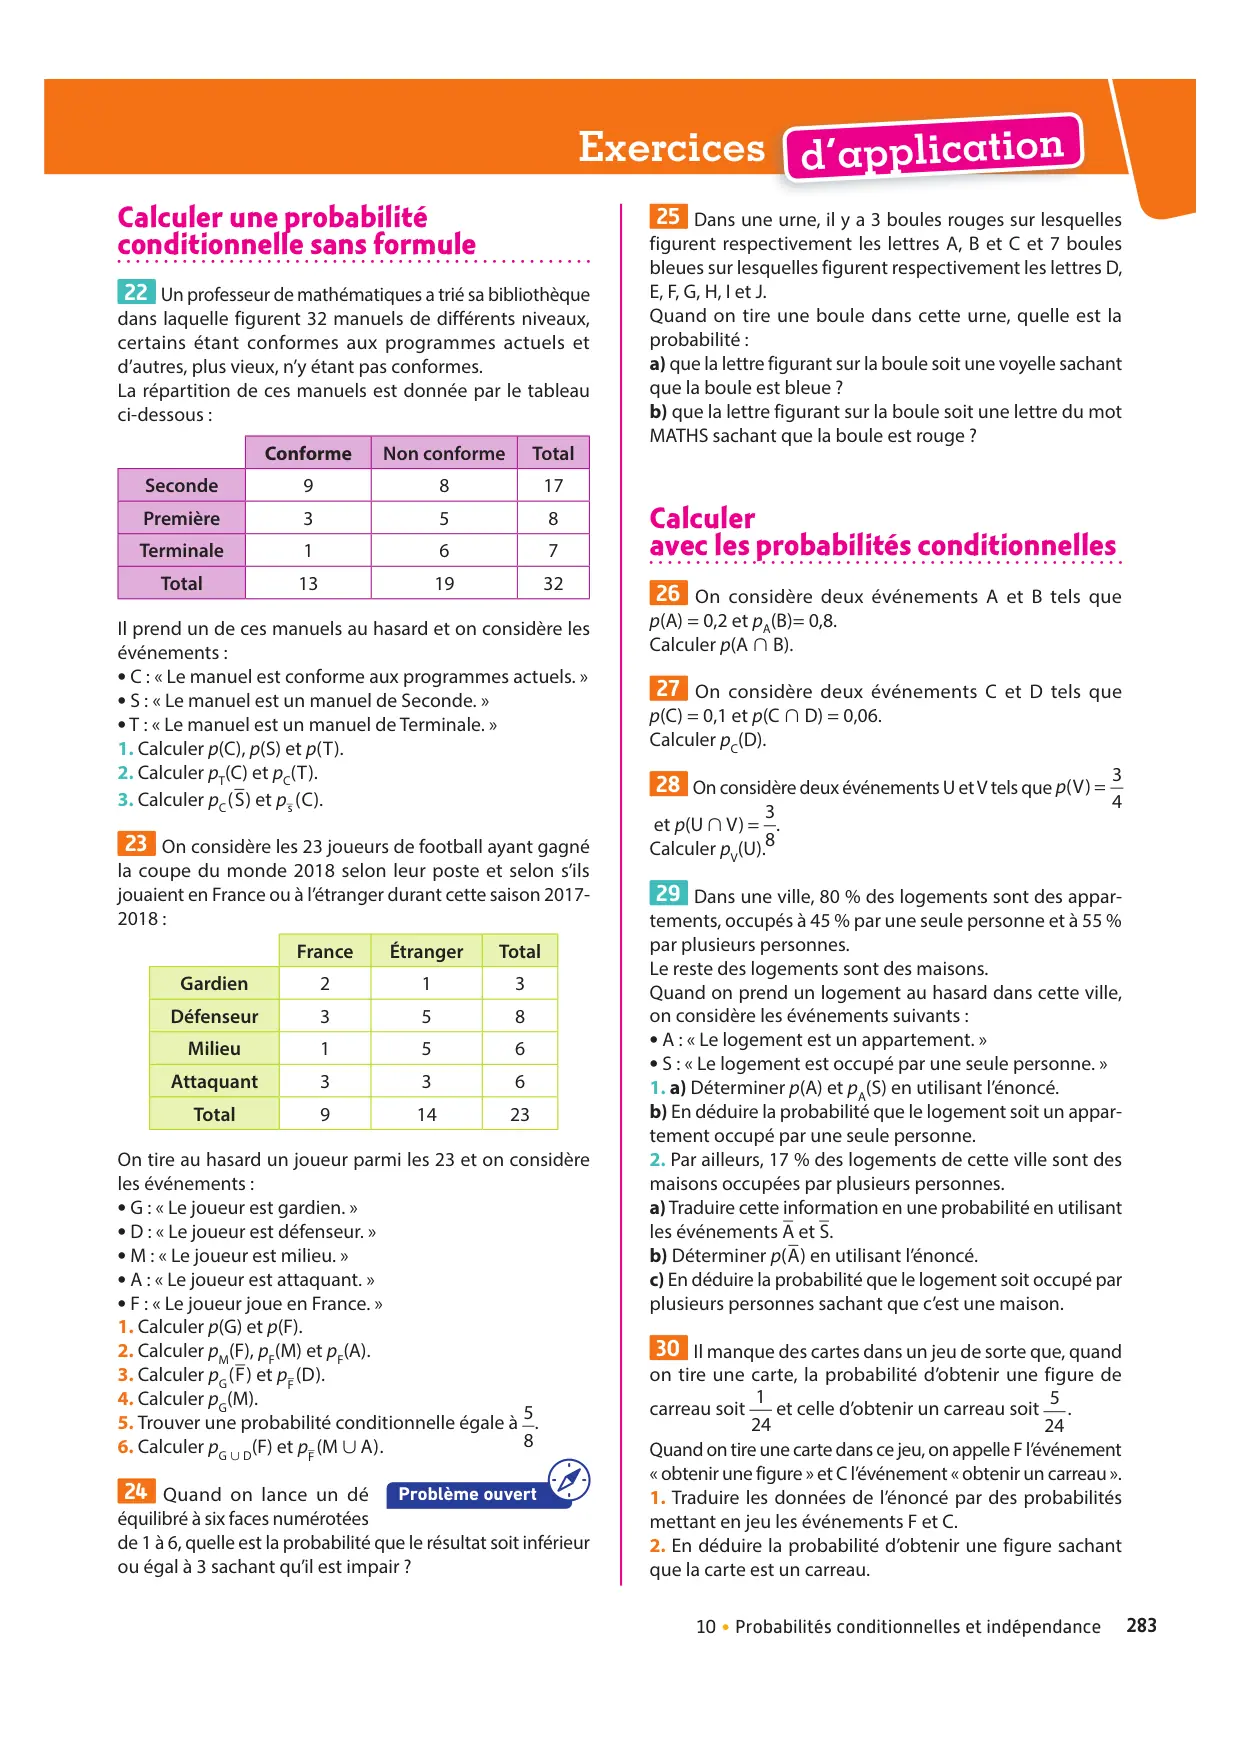 Exercices d'application
Calculer une probabilité
conditionnelle sans formule
22 Un professeur de mathématiques a trié sa bibliothèque
dans laquelle figurent 32 manuels de différents niveaux,
certains étant conformes aux programmes actuels et
d'autres, plus vieux, n'y étant pas conformes.
La répartition de ces manuels est donnée par le tableau
ci-dessous :
Conforme Non conforme Total
Seconde 9 8 17
Première 3 5 8
Terminale 1 6 7
Total 13 19 32
Il prend un de ces manuels au hasard et on considère les
événements :
• C : « Le manuel est conforme aux programmes actuels. »
• S : « Le manuel est un manuel de Seconde. »
• T : « Le manuel est un manuel de Terminale. »
1. Calculer p(C), p(S) et p(T).
2. Calculer p_T(C) et p_C(T).
3. Calculer p_C(S̅) et p_s̅(C).
23 On considère les 23 joueurs de football ayant gagné
la coupe du monde 2018 selon leur poste et selon s'ils
jouaient en France ou à l'étranger durant cette saison 2017-
2018 :
France Étranger Total
Gardien 2 1 3
Défenseur 3 5 8
Milieu 1 5 6
Attaquant 3 3 6
Total 9 14 23
On tire au hasard un joueur parmi les 23 et on considère
les événements :
• G : « Le joueur est gardien. »
• D : « Le joueur est défenseur. »
• M : « Le joueur est milieu. »
• A : « Le joueur est attaquant. »
• F : « Le joueur joue en France. »
1. Calculer p(G) et p(F).
2. Calculer p_M(F), p_F(M) et p_F(A).
3. Calculer p_G(F̅) et p_F̅(D).
4. Calculer p_G(M).
5. Trouver une probabilité conditionnelle égale à 5/8.
6. Calculer p_G ∪ D(F) et p_F̅(M ∪ A).
24 Quand on lance un dé Problème ouvert
équilibré à six faces numérotées
de 1 à 6, quelle est la probabilité que le résultat soit inférieur
ou égal à 3 sachant qu'il est impair ?
25 Dans une urne, il y a 3 boules rouges sur lesquelles
figurent respectivement les lettres A, B et C et 7 boules
bleues sur lesquelles figurent respectivement les lettres D,
E, F, G, H, I et J.
Quand on tire une boule dans cette urne, quelle est la
probabilité :
a) que la lettre figurant sur la boule soit une voyelle sachant
que la boule est bleue ?
b) que la lettre figurant sur la boule soit une lettre du mot
MATHS sachant que la boule est rouge ?
Calculer
avec les probabilités conditionnelles
26 On considère deux événements A et B tels que
p(A) = 0,2 et p_A(B)= 0,8.
Calculer p(A ∩ B).
27 On considère deux événements C et D tels que
p(C) = 0,1 et p(C ∩ D) = 0,06.
Calculer p_C(D).
28 On considère deux événements U et V tels que p(V) = 3/4
et p(U ∩ V) = 3/8.
Calculer p_V(U).
29 Dans une ville, 80 % des logements sont des appar-
tements, occupés à 45 % par une seule personne et à 55 %
par plusieurs personnes.
Le reste des logements sont des maisons.
Quand on prend un logement au hasard dans cette ville,
on considère les événements suivants :
• A : « Le logement est un appartement. »
• S : « Le logement est occupé par une seule personne. »
1. a) Déterminer p(A) et p_A(S) en utilisant l'énoncé.
b) En déduire la probabilité que le logement soit un appar-
tement occupé par une seule personne.
2. Par ailleurs, 17 % des logements de cette ville sont des
maisons occupées par plusieurs personnes.
a) Traduire cette information en une probabilité en utilisant
les événements A̅ et S̅.
b) Déterminer p(A̅) en utilisant l'énoncé.
c) En déduire la probabilité que le logement soit occupé par
plusieurs personnes sachant que c'est une maison.
30 Il manque des cartes dans un jeu de sorte que, quand
on tire une carte, la probabilité d'obtenir une figure de
carreau soit 1/24 et celle d'obtenir un carreau soit 5/24.
Quand on tire une carte dans ce jeu, on appelle F l'événement
« obtenir une figure » et C l'événement « obtenir un carreau ».
1. Traduire les données de l'énoncé par des probabilités
mettant en jeu les événements F et C.
2. En déduire la probabilité d'obtenir une figure sachant
que la carte est un carreau.
10 • Probabilités conditionnelles et indépendance 283